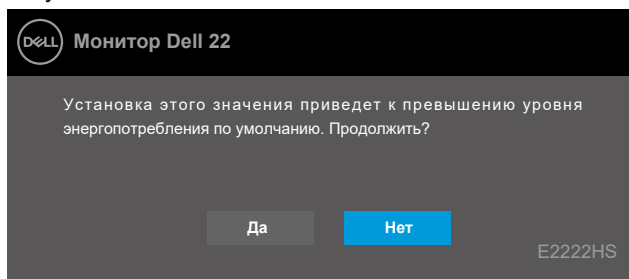 DELL Монитор Dell 22
Установка этого значения приведет к превышению уровня
энергопотребления по умолчанию. Продолжить?
Да Нет
E2222HS